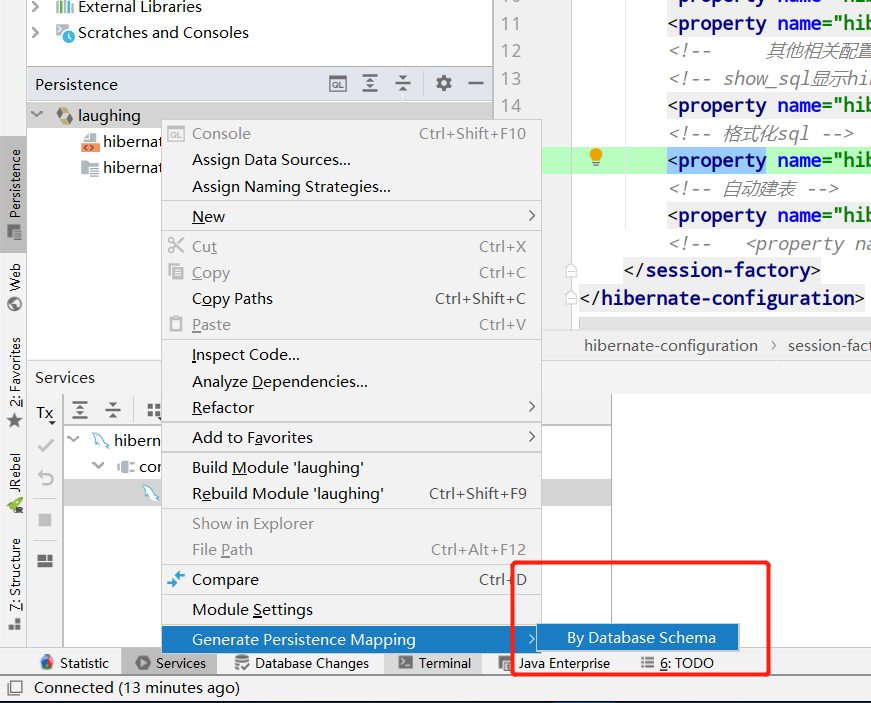 External Libraries
Scratches and Consoles
Persistence
laughing
hibernat
hibernat
Console Ctrl+Shift+F10
Assign Data Sources...
Assign Naming Strategies...
New
Cut Ctrl+X
Copy Ctrl+C
Copy Paths Ctrl+Shift+C
Paste Ctrl+V
Inspect Code...
Analyze Dependencies...
Refactor
Add to Favorites
Build Module 'laughing'
Rebuild Module 'laughing' Ctrl+Shift+F9
Show in Explorer
File Path Ctrl+Alt+F12
Compare Ctrl+D
Module Settings
Generate Persistence Mapping
By Database Schema
11 <property name="hib
12 <!-- 其他相关配置
13 <!-- show_sql显示hib
14 <property name="hib
<!-- 格式化sql -->
<property name="hib
<!-- 自动建表 -->
<property name="hib
<!-- <property na
</session-factory>
</hibernate-configuration>
hibernate-configuration > session-fact
Persistence
Web
2: Favorites
JRebel
7: Structure
Services
Tx
hibern
cor
Statistic
Services
Database Changes
Terminal
Java Enterprise
6: TODO
Connected (13 minutes ago)